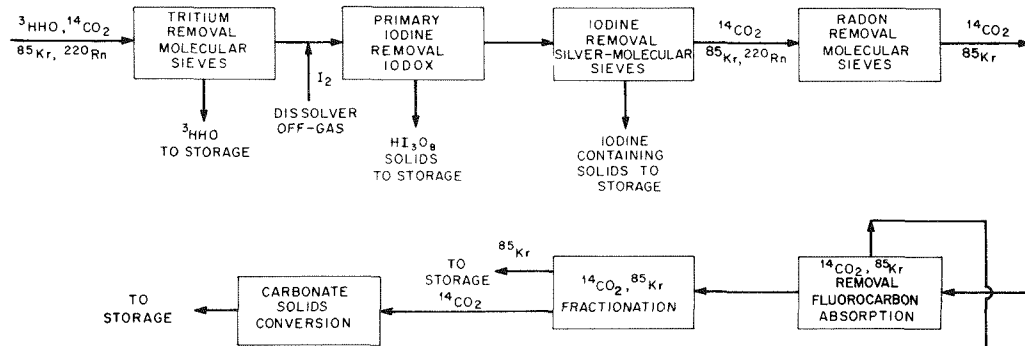 ³HHO, ¹⁴CO₂
⁸⁵Kr, ²²⁰Rn
TRITIUM
REMOVAL
MOLECULAR
SIEVES
³HHO
TO STORAGE
I₂
DISSOLVER
OFF-GAS
PRIMARY
IODINE
REMOVAL
IODOX
HI₃O₈
SOLIDS
TO STORAGE
IODINE
REMOVAL
SILVER-MOLECULAR
SIEVES
IODINE
CONTAINING
SOLIDS TO
STORAGE
¹⁴CO₂
⁸⁵Kr, ²²⁰Rn
RADON
REMOVAL
MOLECULAR
SIEVES
¹⁴CO₂
⁸⁵Kr
¹⁴CO₂, ⁸⁵Kr
REMOVAL
FLUOROCARBON
ABSORPTION
¹⁴CO₂, ⁸⁵Kr
FRACTIONATION
⁸⁵Kr
TO
STORAGE
¹⁴CO₂
CARBONATE
SOLIDS
CONVERSION
TO
STORAGE